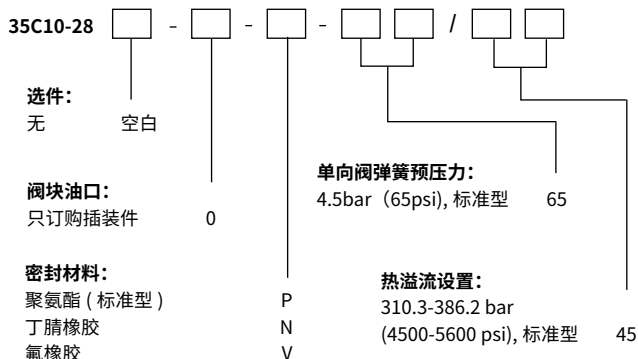 35C10-28 - - - /
选件：
无 空白
阀块油口：
只订购插装件 0
密封材料：
聚氨酯 ( 标准型 ) P
丁腈橡胶 N
氟橡胶 V
单向阀弹簧预压力：
4.5bar（65psi), 标准型 65
热溢流设置：
310.3-386.2 bar
(4500-5600 psi), 标准型 45